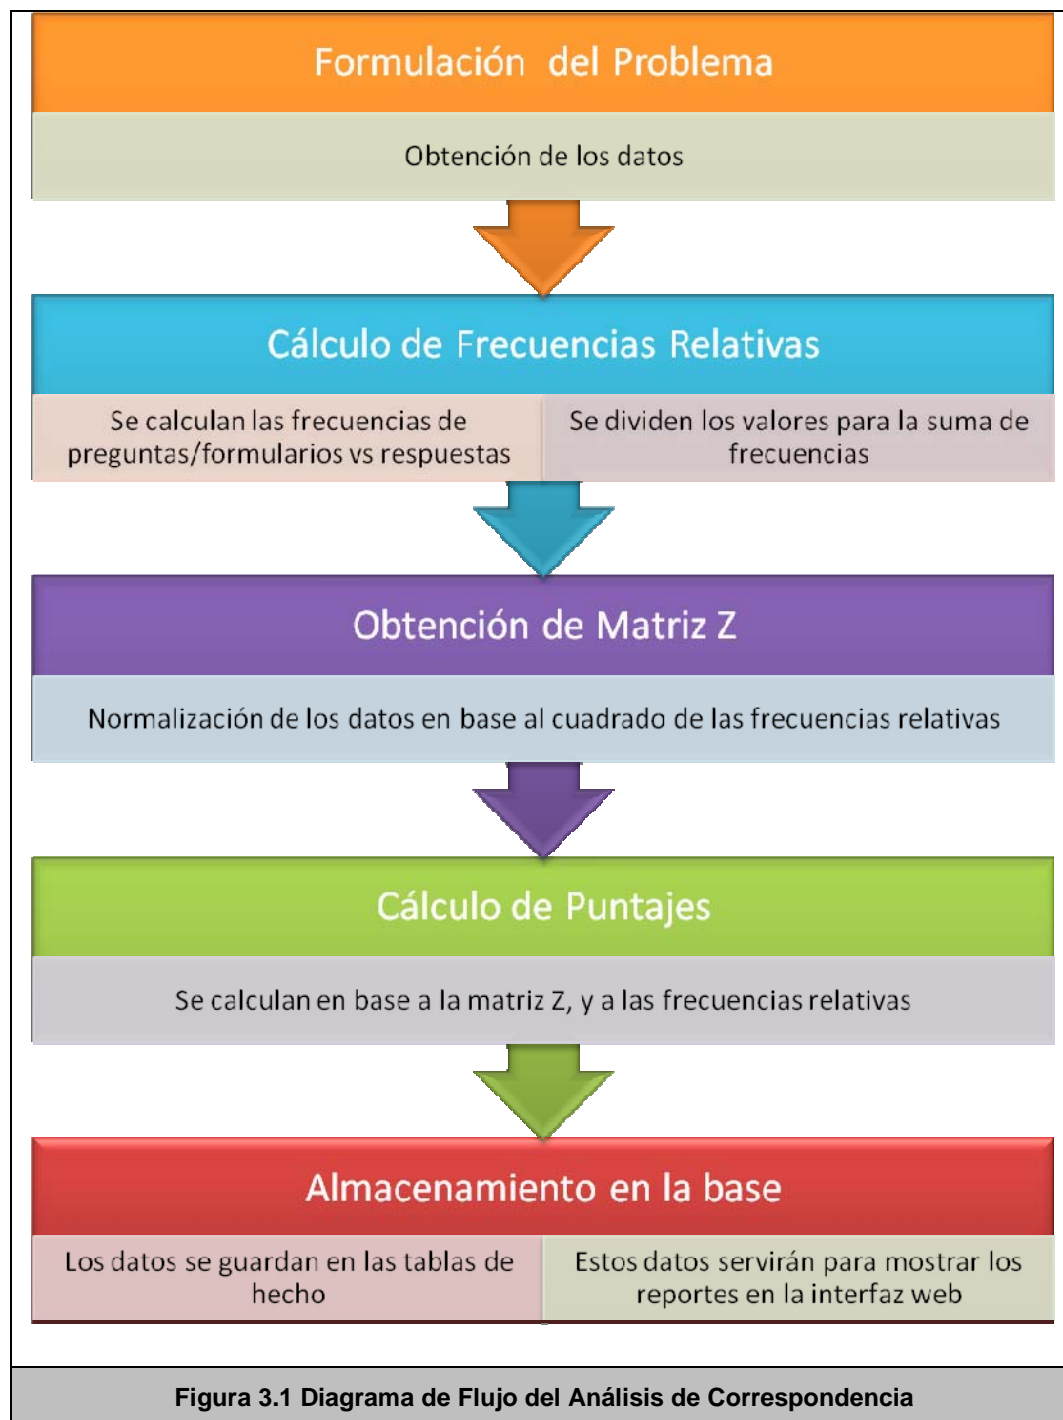 Formulación del Problema
Obtención de los datos
Cálculo de Frecuencias Relativas
Se calculan las frecuencias de
preguntas/formularios vs respuestas
Se dividen los valores para la suma de
frecuencias
Obtención de Matriz Z
Normalización de los datos en base al cuadrado de las frecuencias relativas
Cálculo de Puntajes
Se calculan en base a la matriz Z, y a las frecuencias relativas
Almacenamiento en la base
Los datos se guardan en las tablas de
hecho
Estos datos servirán para mostrar los
reportes en la interfaz web
Figura 3.1 Diagrama de Flujo del Análisis de Correspondencia